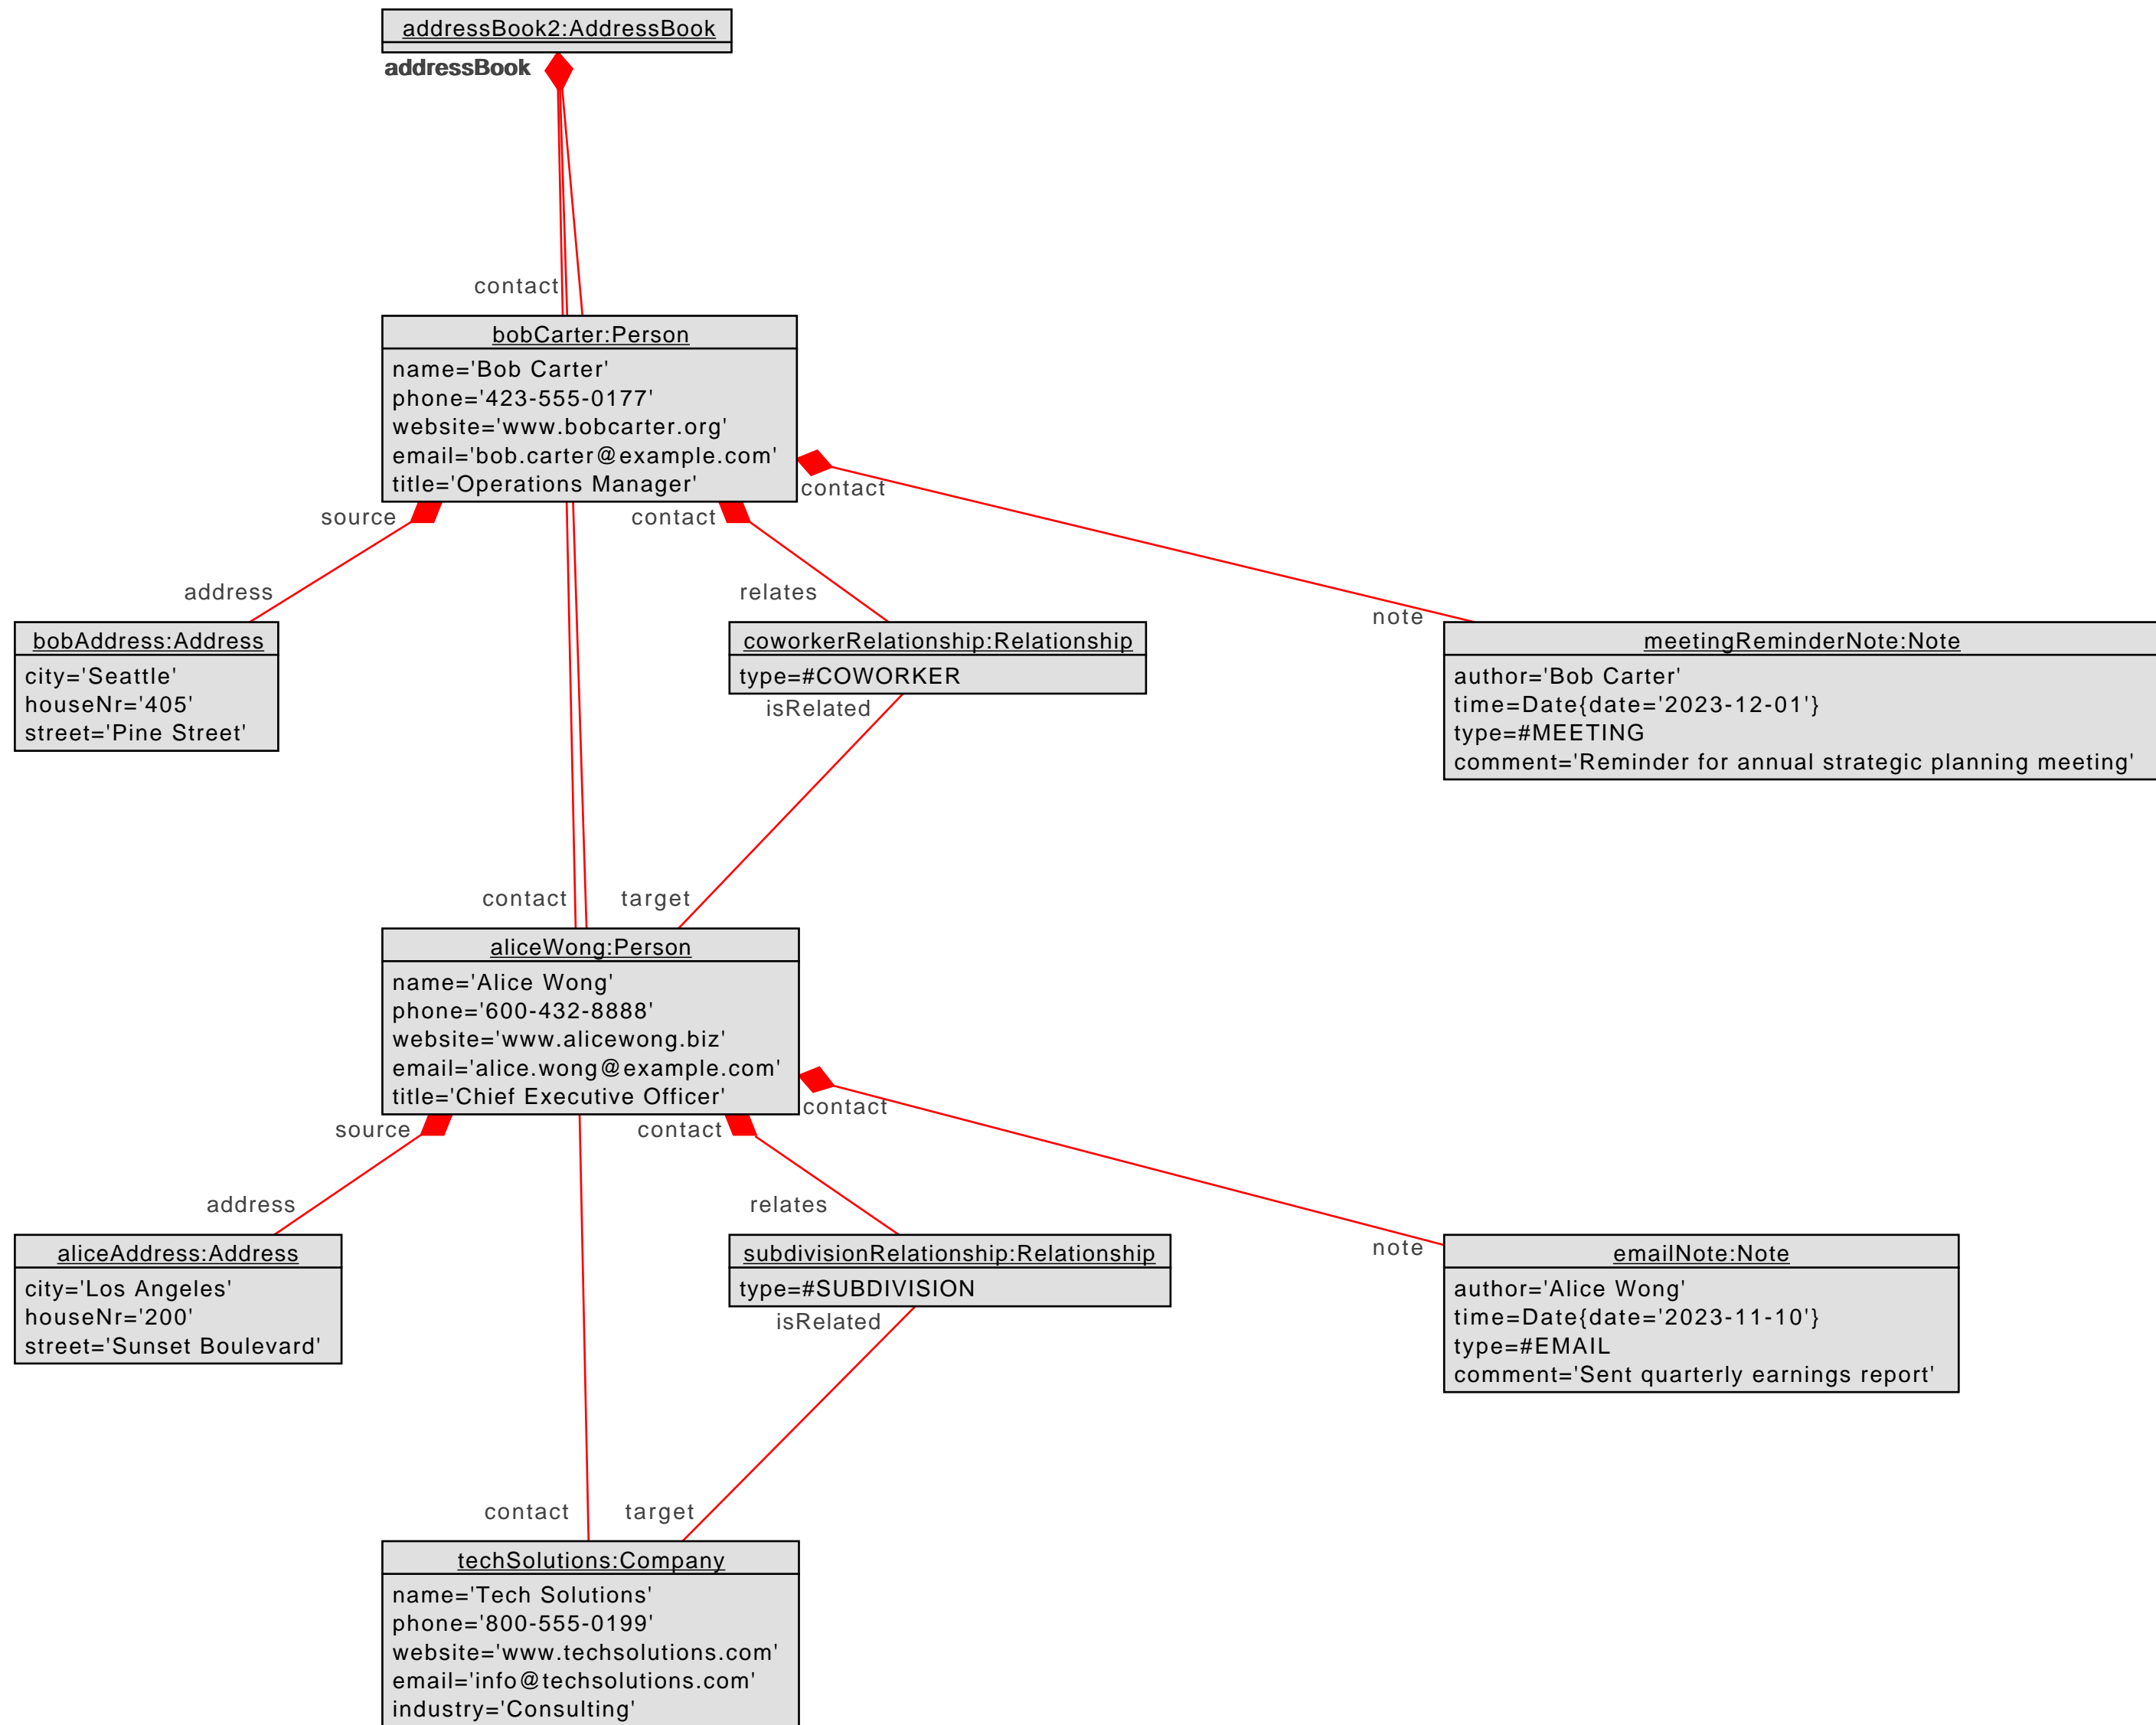 addressBook2:AddressBook
addressBook
contact
bobCarter:Person
name='Bob Carter'
phone='423-555-0177'
website='www.bobcarter.org'
email='bob.carter@example.com'
title='Operations Manager'
contact
source
contact
address
relates
note
bobAddress:Address
city='Seattle'
houseNr='405'
street='Pine Street'
coworkerRelationship:Relationship
type=#COWORKER
isRelated
meetingReminderNote:Note
author='Bob Carter'
time=Date{date='2023-12-01'}
type=#MEETING
comment='Reminder for annual strategic planning meeting'
contact
target
aliceWong:Person
name='Alice Wong'
phone='600-432-8888'
website='www.alicewong.biz'
email='alice.wong@example.com'
title='Chief Executive Officer'
contact
source
contact
address
relates
note
aliceAddress:Address
city='Los Angeles'
houseNr='200'
street='Sunset Boulevard'
subdivisionRelationship:Relationship
type=#SUBDIVISION
isRelated
emailNote:Note
author='Alice Wong'
time=Date{date='2023-11-10'}
type=#EMAIL
comment='Sent quarterly earnings report'
contact
target
techSolutions:Company
name='Tech Solutions'
phone='800-555-0199'
website='www.techsolutions.com'
email='info@techsolutions.com'
industry='Consulting'